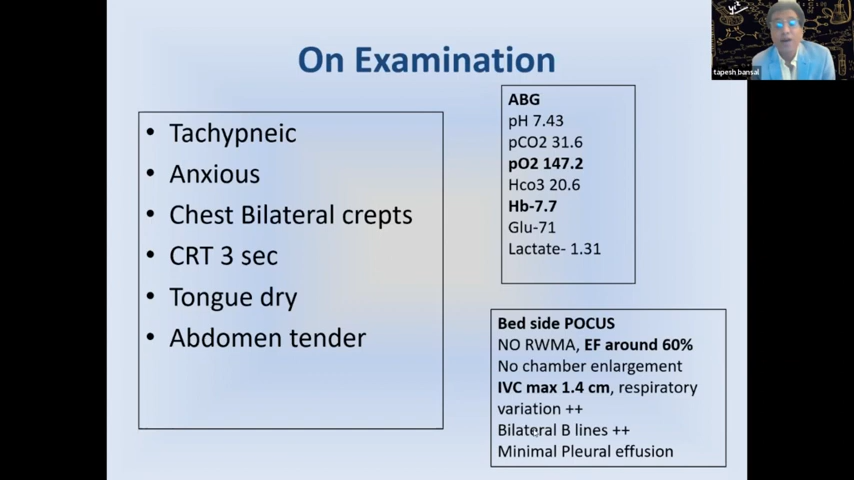 On Examination
• Tachypneic
• Anxious
• Chest Bilateral crepts
• CRT 3 sec
• Tongue dry
• Abdomen tender
ABG
pH 7.43
pCO2 31.6
pO2 147.2
Hco3 20.6
Hb-7.7
Glu-71
Lactate- 1.31
Bed side POCUS
NO RWMA, EF around 60%
No chamber enlargement
IVC max 1.4 cm, respiratory
variation ++
Bilateral B lines ++
Minimal Pleural effusion
tapesh bansal